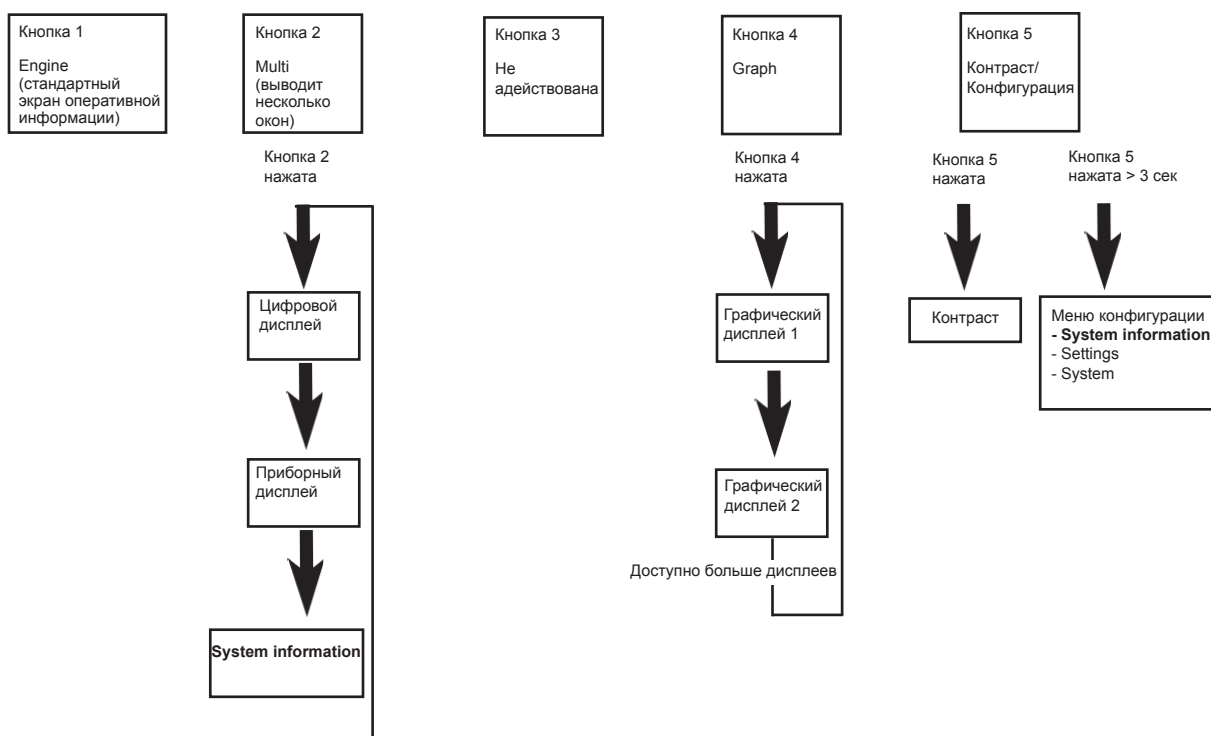 Кнопка 1
Engine
(стандартный
экран оперативной
информации)
Кнопка 2
Multi
(выводит
несколько
окон)
Кнопка 3
Не
адействована
Кнопка 4
Graph
Кнопка 5
Контраст/
Конфигурация
Кнопка 2
нажата
Кнопка 4
нажата
Кнопка 5
нажата
Кнопка 5
нажата > 3 сек
Цифровой
дисплей
Приборный
дисплей
System information
Графический
дисплей 1
Графический
дисплей 2
Доступно больше дисплеев
Контраст
Меню конфигурации
- System information
- Settings
- System